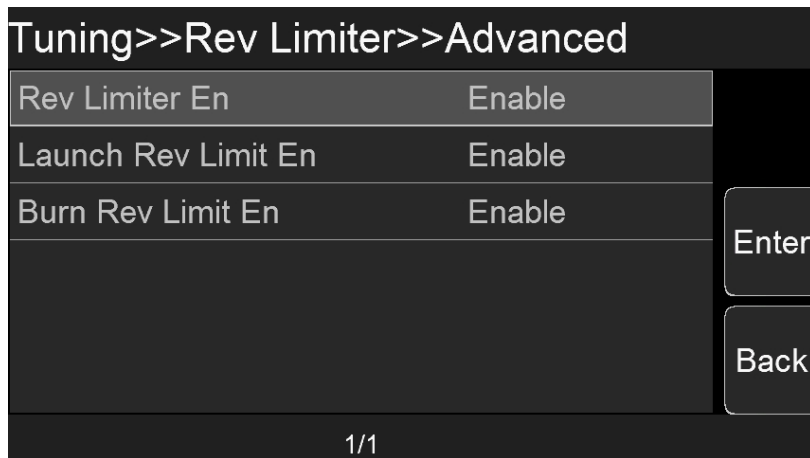 Tuning>>Rev Limiter>>Advanced
Rev Limiter En Enable
Launch Rev Limit En Enable
Burn Rev Limit En Enable
Enter
Back
1/1